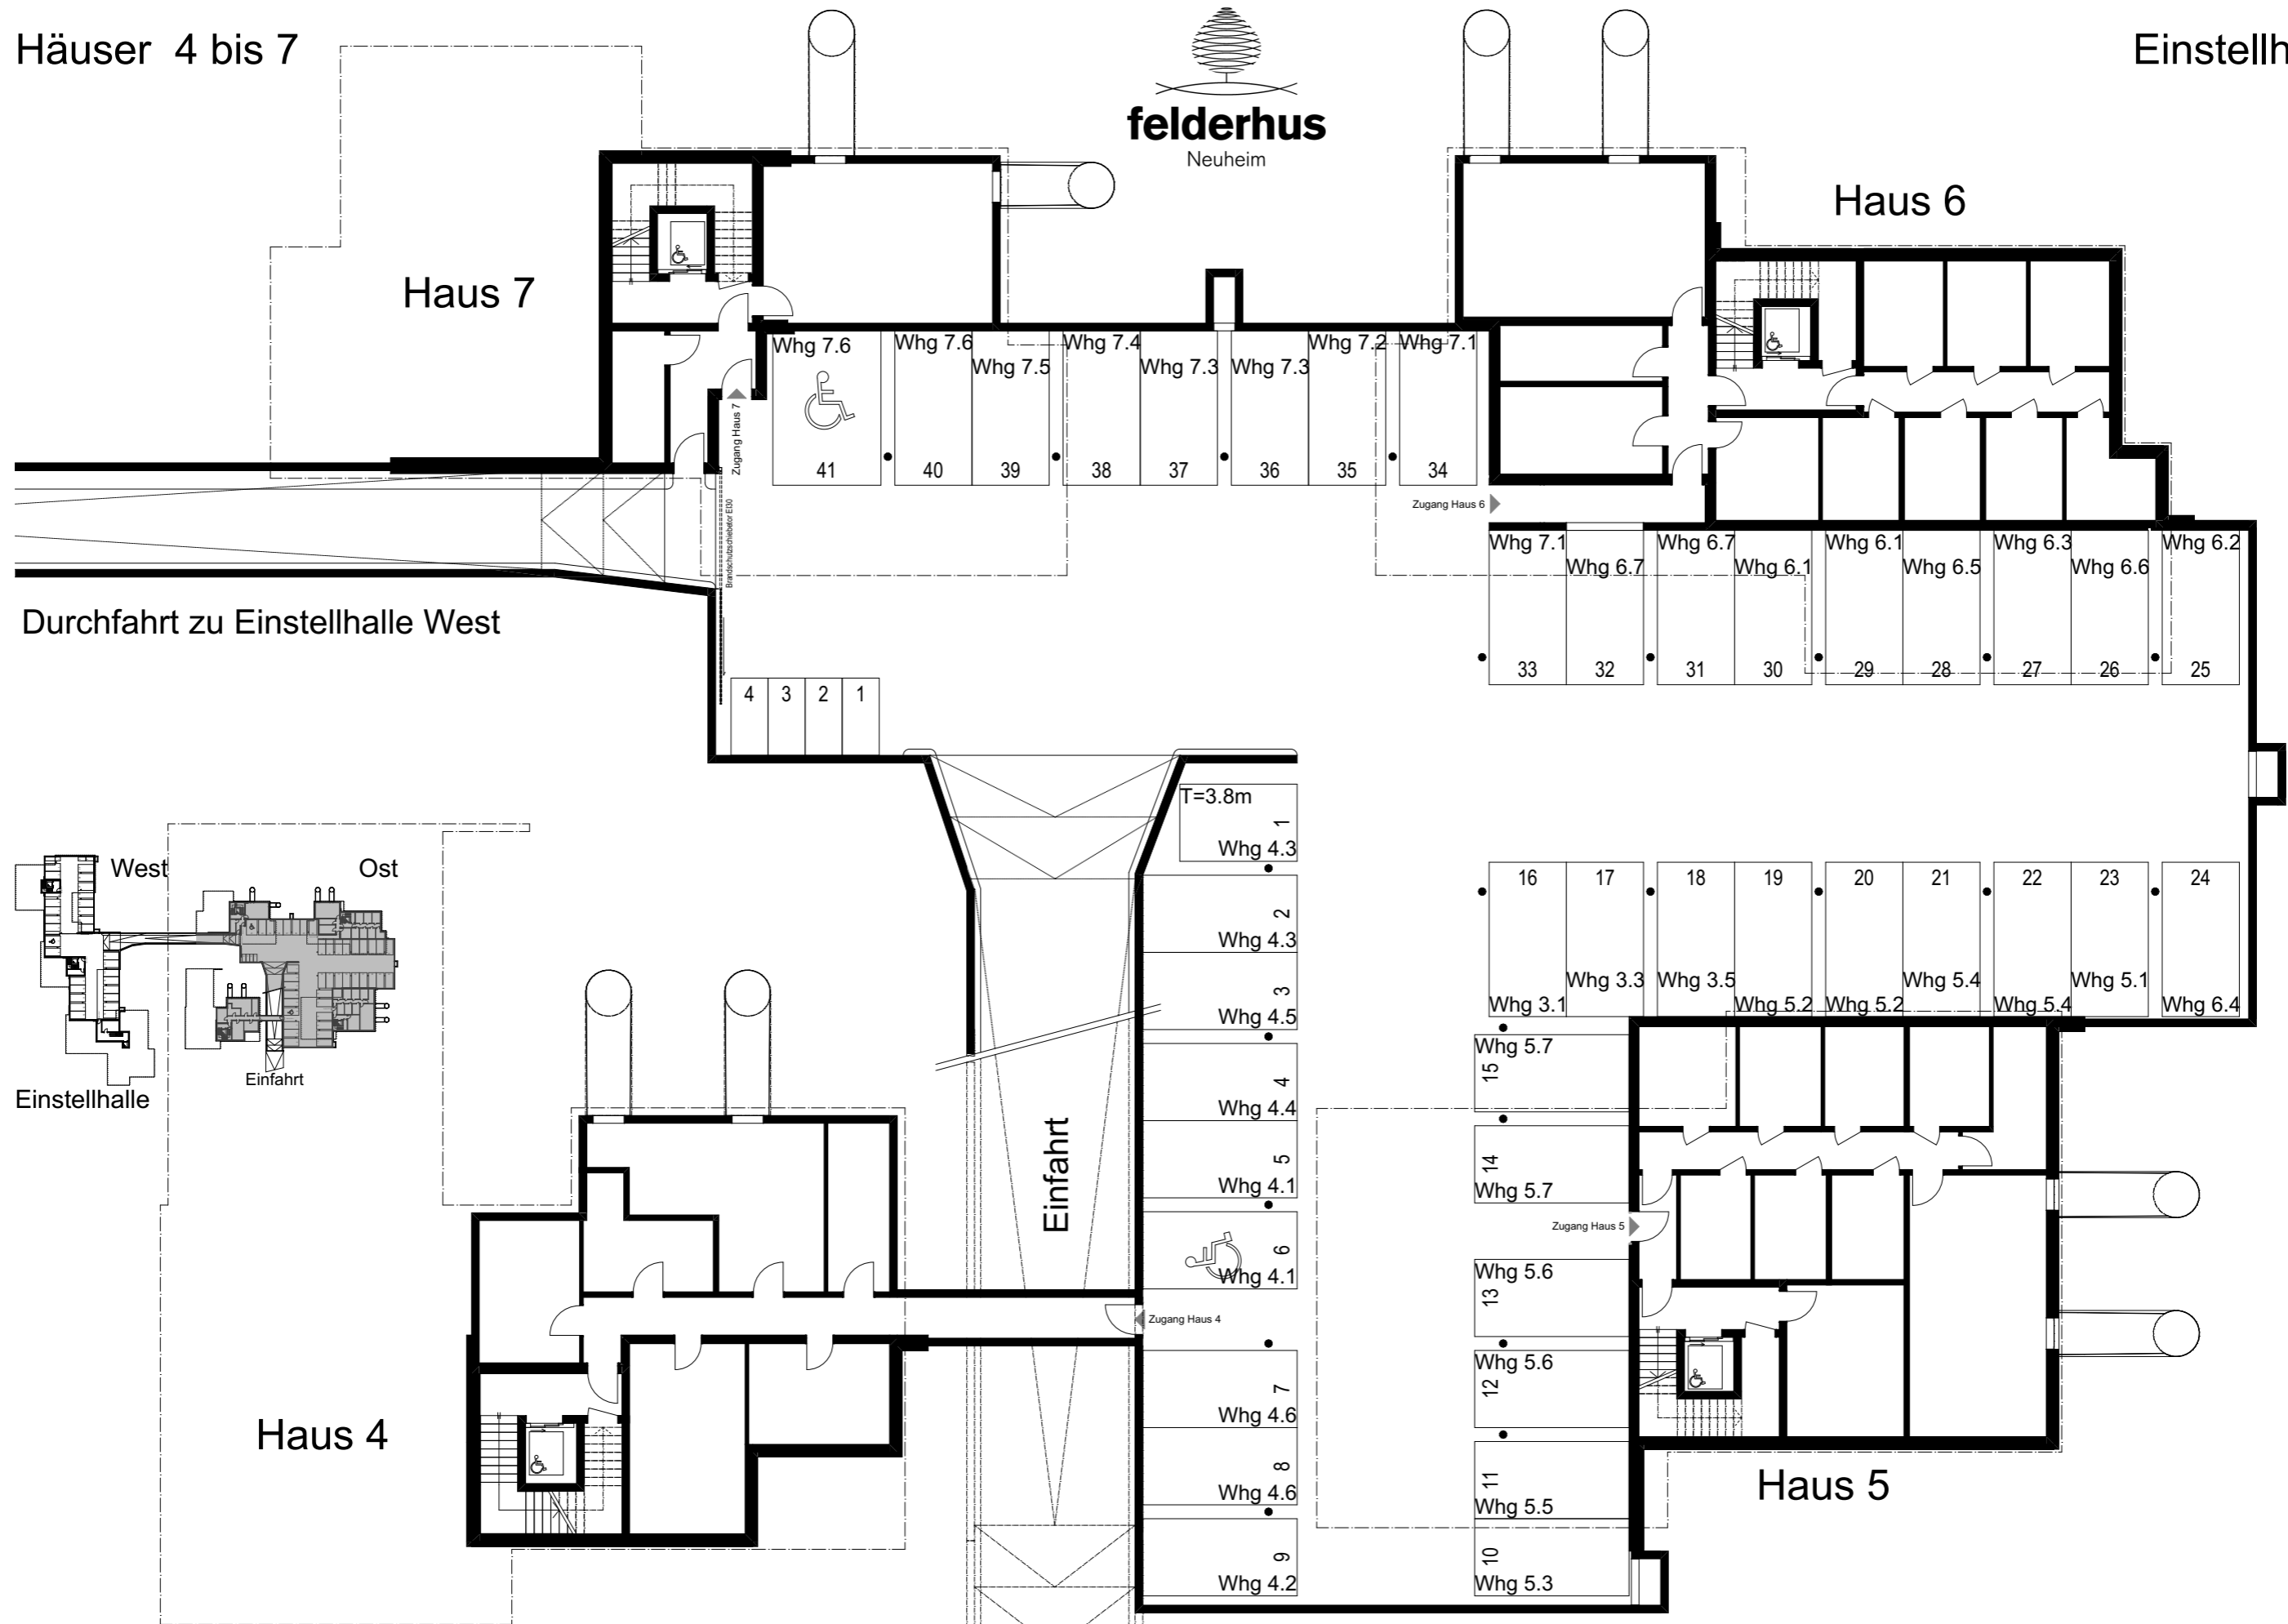 Häuser 4 bis 7
felderhus
Neuheim
Einstellh
Haus 7
Haus 6
Whg 7.6
41
Whg 7.6
40
Whg 7.5
39
Whg 7.4
38
Whg 7.3
37
Whg 7.3
36
Whg 7.2
35
Whg 7.1
34
Zugang Haus 7
Brandschutzschiebetor EI30
Zugang Haus 6
Whg 7.1
33
Whg 6.7
32
Whg 6.7
31
Whg 6.1
30
Whg 6.1
29
Whg 6.5
28
Whg 6.3
27
Whg 6.6
26
Whg 6.2
25
Durchfahrt zu Einstellhalle West
4
3
2
1
T=3.8m
1
Whg 4.3
2
Whg 4.3
3
Whg 4.5
4
Whg 4.4
5
Whg 4.1
6
Whg 4.1
Zugang Haus 4
7
Whg 4.6
8
Whg 4.6
9
Whg 4.2
16
Whg 3.1
17
Whg 3.3
18
Whg 3.5
19
Whg 5.2
20
Whg 5.2
21
Whg 5.4
22
Whg 5.4
23
Whg 5.1
24
Whg 6.4
Whg 5.7
15
14
Whg 5.7
Zugang Haus 5
Whg 5.6
13
Whg 5.6
12
11
Whg 5.5
10
Whg 5.3
West
Ost
Einfahrt
Einstellhalle
Einfahrt
Haus 4
Haus 5